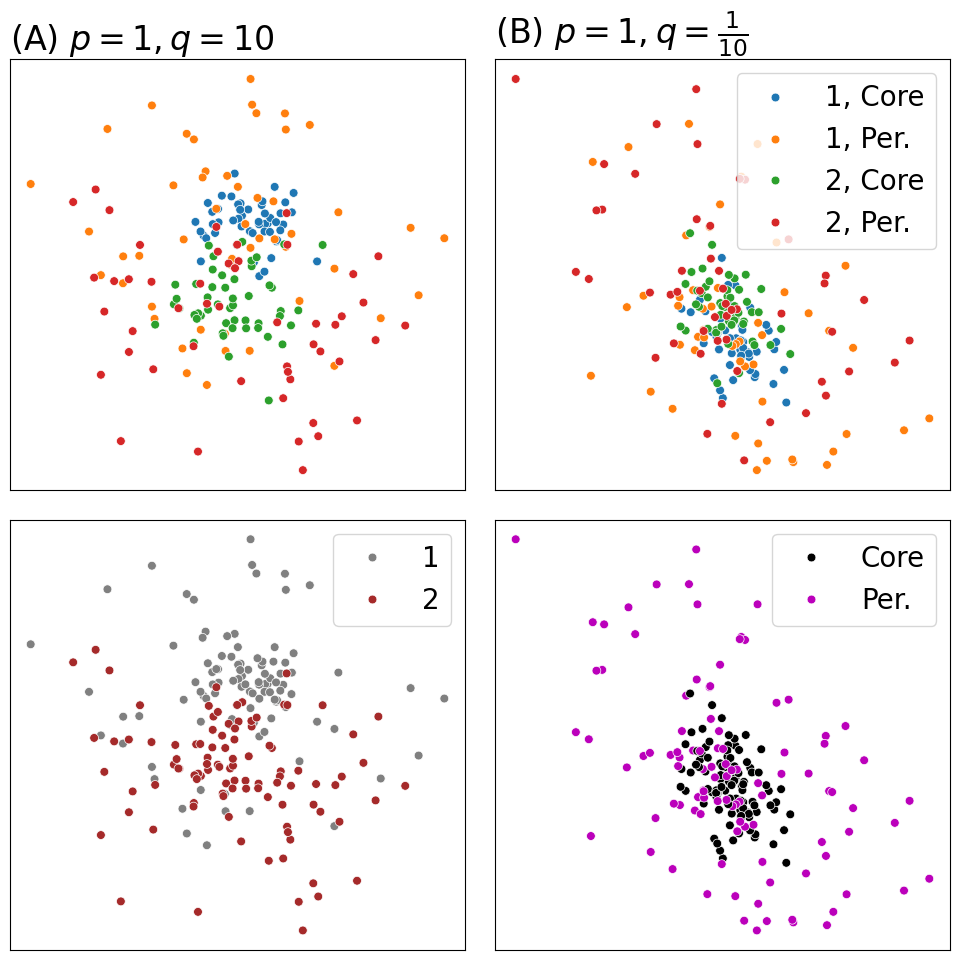 (A) p = 1, q = 10
(B) p = 1, q = 1/10
1, Core
1, Per.
2, Core
2, Per.
1
2
Core
Per.